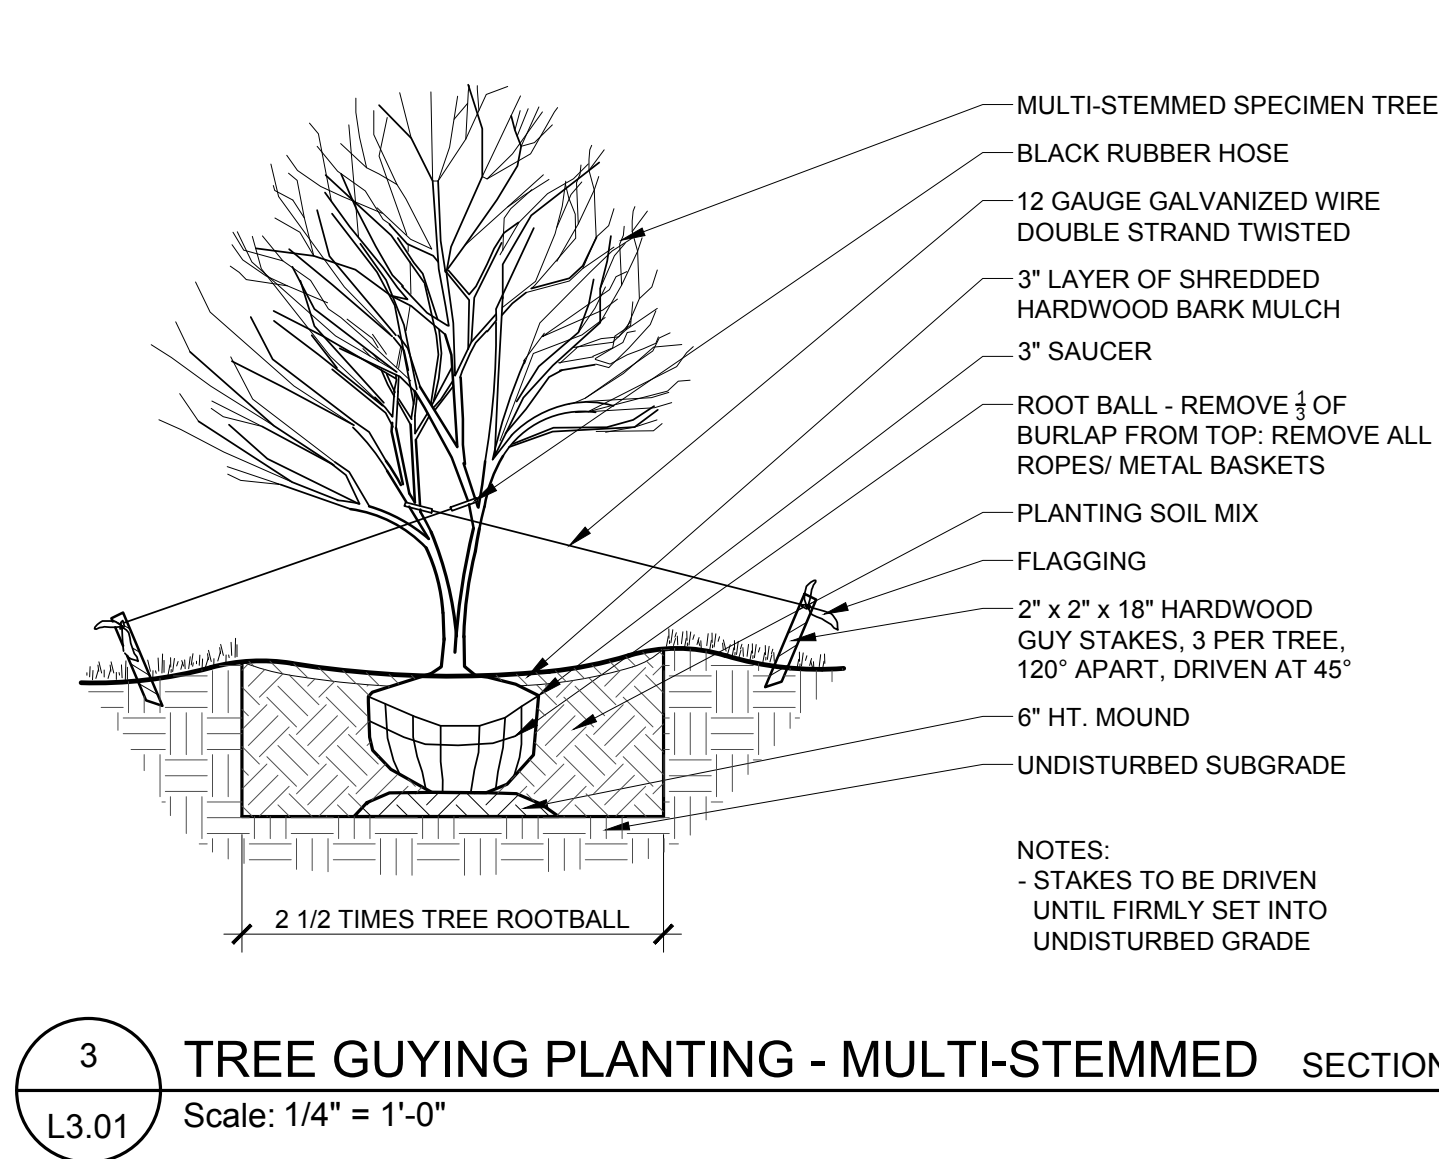 MULTI-STEMMED SPECIMEN TREE
BLACK RUBBER HOSE
12 GAUGE GALVANIZED WIRE
DOUBLE STRAND TWISTED
3" LAYER OF SHREDDED
HARDWOOD BARK MULCH
3" SAUCER
ROOT BALL - REMOVE 1/3 OF
BURLAP FROM TOP: REMOVE ALL
ROPES/ METAL BASKETS
PLANTING SOIL MIX
FLAGGING
2" x 2" x 18" HARDWOOD
GUY STAKES, 3 PER TREE,
120° APART, DRIVEN AT 45°
6" HT. MOUND
UNDISTURBED SUBGRADE
NOTES:
- STAKES TO BE DRIVEN
UNTIL FIRMLY SET INTO
UNDISTURBED GRADE
2 1/2 TIMES TREE ROOTBALL
3
L3.01
TREE GUYING PLANTING - MULTI-STEMMED SECTION
Scale: 1/4" = 1'-0"